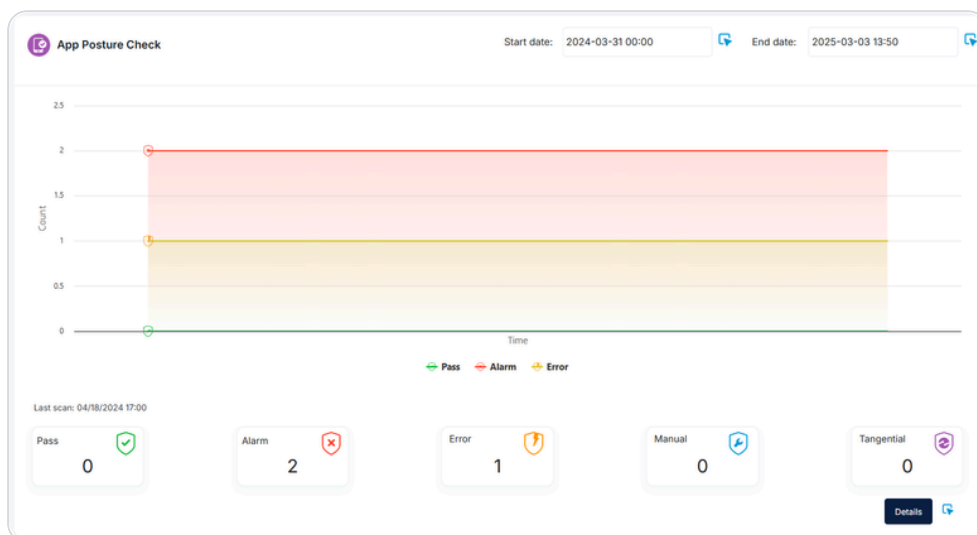 App Posture Check
Start date: 2024-03-31 00:00 End date: 2025-03-03 13:50
2.5
2
1.5
1
0.5
0
Count
Time
Pass Alarm Error
Last scan: 04/18/2024 17:00
Pass Alarm Error Manual Tangential
0 2 1 0 0
Details